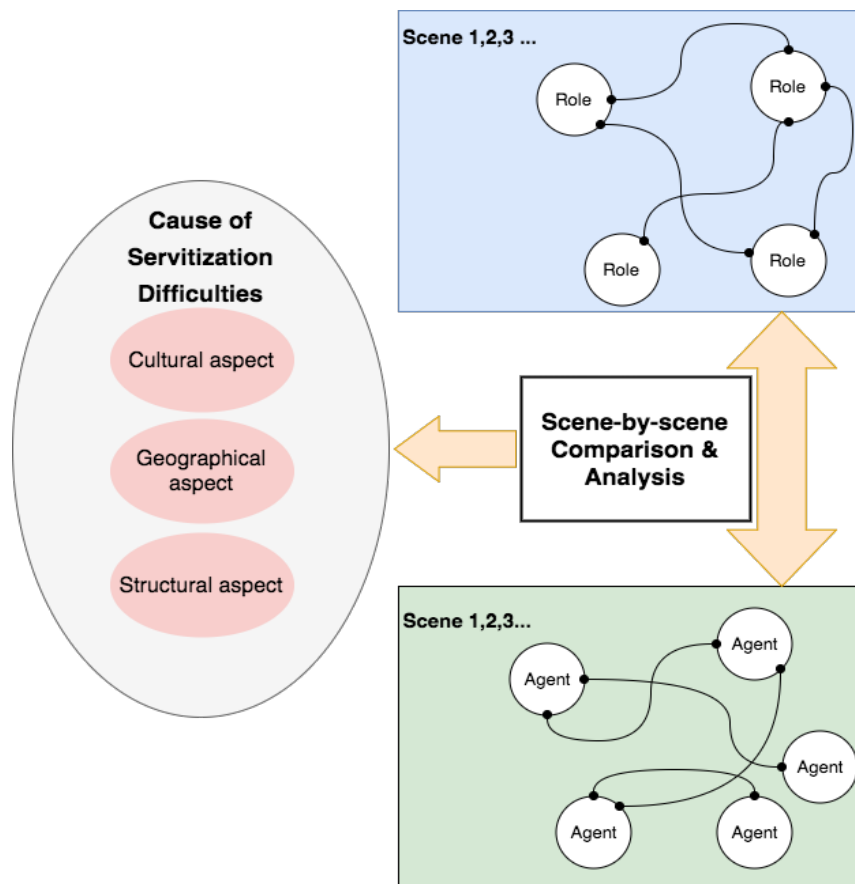 Scene 1,2,3 ...
Role
Role
Role
Role
Cause of
Servitization
Difficulties
Cultural aspect
Geographical
aspect
Structural aspect
Scene-by-scene
Comparison &
Analysis
Scene 1,2,3...
Agent
Agent
Agent
Agent
Agent